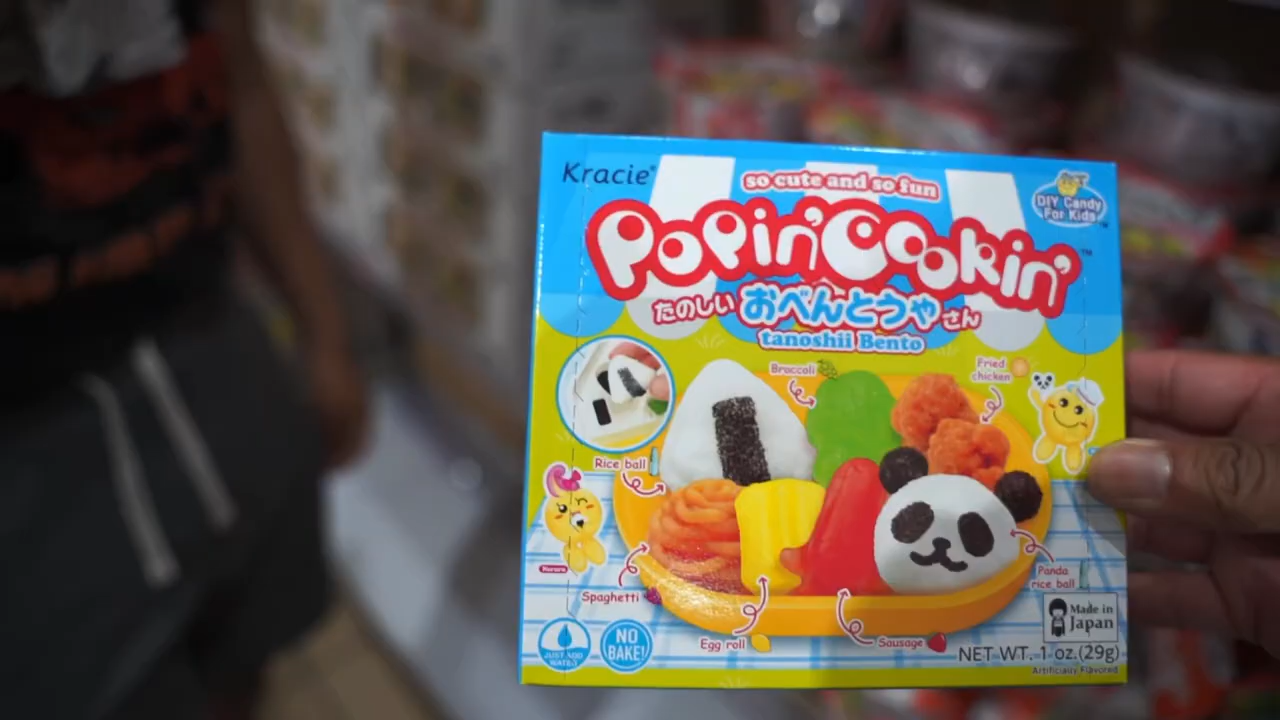 Kracie
so cute and so fun
DIY Candy
For Kids
Popin' Cookin'
たのしい おべんとうやさん
tanoshii Bento
Broccoli
Fried
chicken
Rice ball
Spaghetti
Egg roll
Sausage
Panda
rice ball
Made in
Japan
JUST ADD
WATER!
NO
BAKE!
NET WT. 1 oz.(29g)
Artificially Flavored